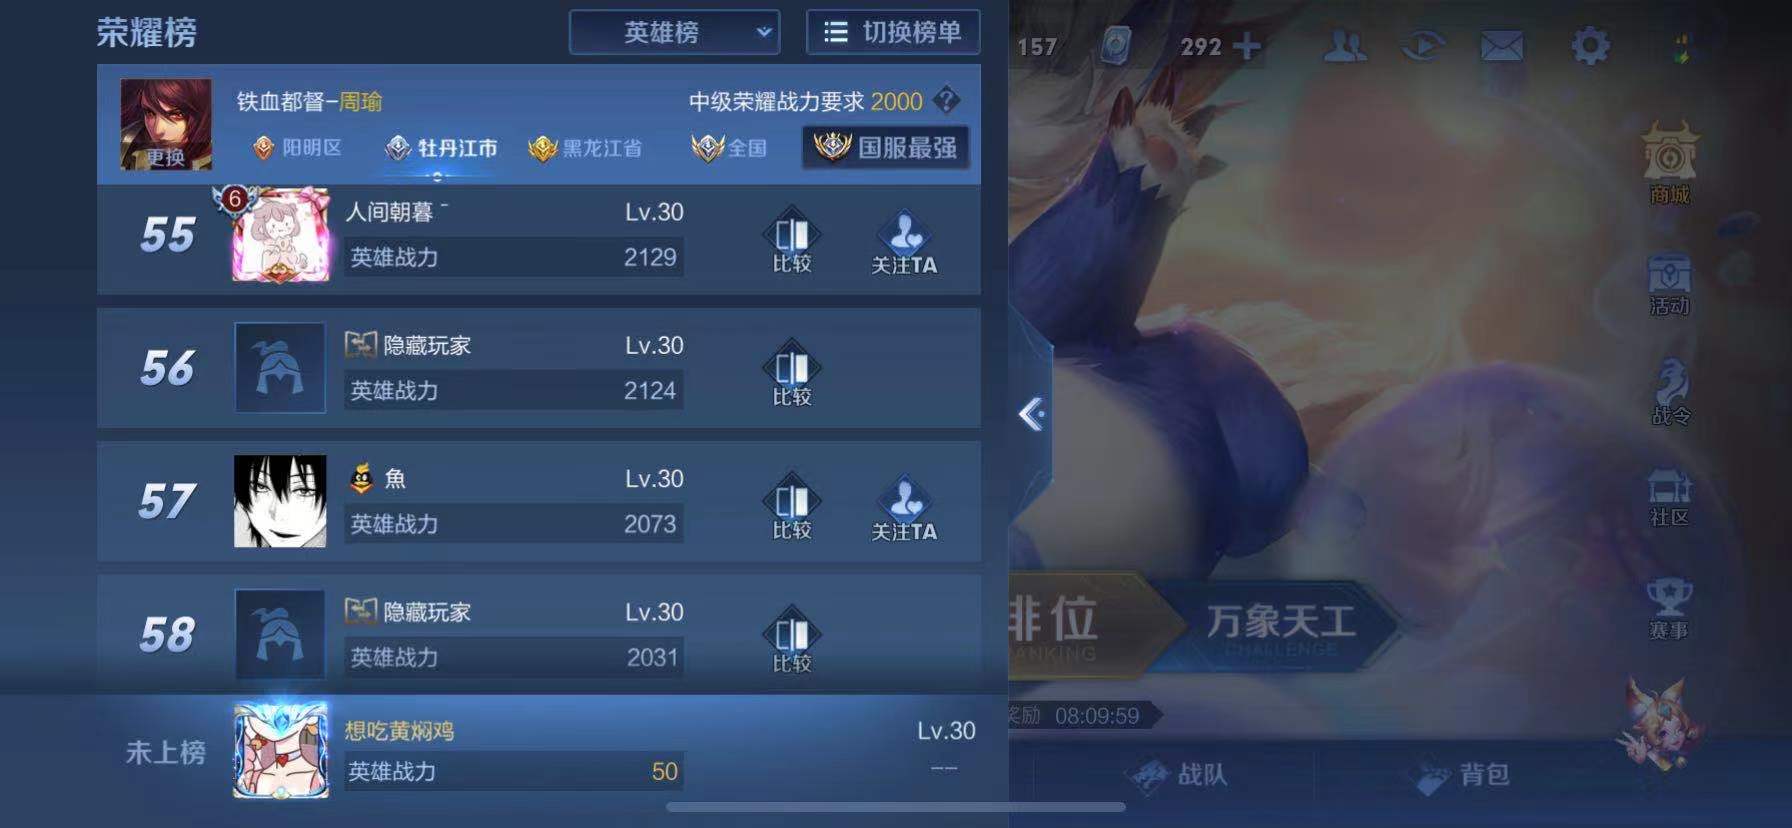 荣耀榜
英雄榜
切换榜单
157
292
铁血都督-周瑜
中级荣耀战力要求 2000
?
更换
阳明区
牡丹江市
黑龙江省
全国
国服最强
商城
6
55
人间朝暮ˉ
Lv.30
英雄战力
2129
比较
关注TA
活动
56
隐藏玩家
Lv.30
英雄战力
2124
比较
战令
57
魚
Lv.30
英雄战力
2073
比较
关注TA
社区
58
隐藏玩家
Lv.30
英雄战力
2031
比较
排位
RANKING
万象天工
CHALLENGE
赛事
奖励 08:09:59
未上榜
想吃黄焖鸡
Lv.30
英雄战力
50
--
战队
背包